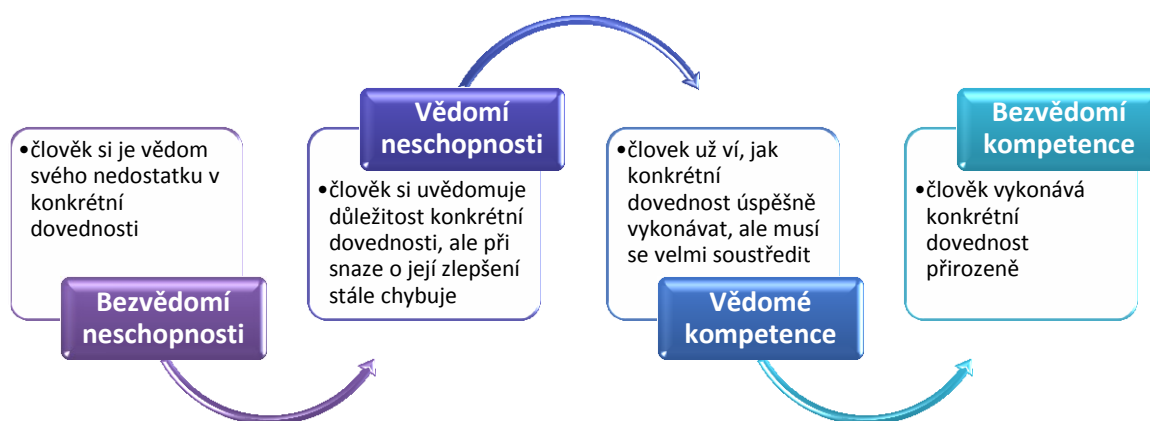 •člověk si je vědom
svého nedostatku v
konkrétní
dovednosti
Bezvědomí
neschopnosti
Vědomí
neschopnosti
•člověk si uvědomuje
důležitost konkrétní
dovednosti, ale při
snaze o její zlepšení
stále chybuje
•človek už ví, jak
konkrétní
dovednost úspěšně
vykonávat, ale musí
se velmi soustředit
Vědomé
kompetence
Bezvědomí
kompetence
•člověk vykonává
konkrétní
dovednost
přirozeně